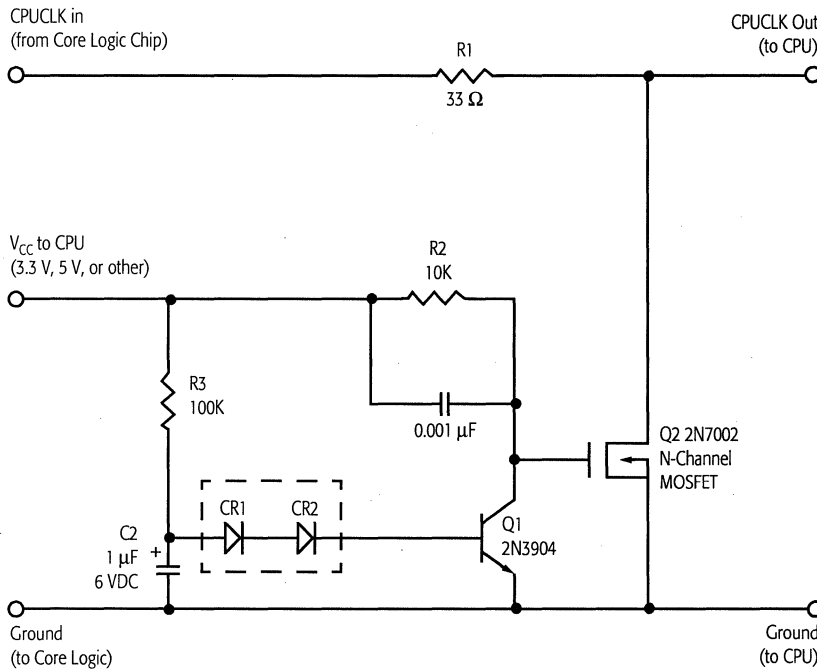 CPUCLK in
(from Core Logic Chip)
CPUCLK Out
(to CPU)
R1
33 Ω
VCC to CPU
(3.3 V, 5 V, or other)
R2
10K
R3
100K
0.001 µF
Q2 2N7002
N-Channel
MOSFET
CR1
CR2
C2
1 µF
6 VDC
+
Q1
2N3904
Ground
(to Core Logic)
Ground
(to CPU)